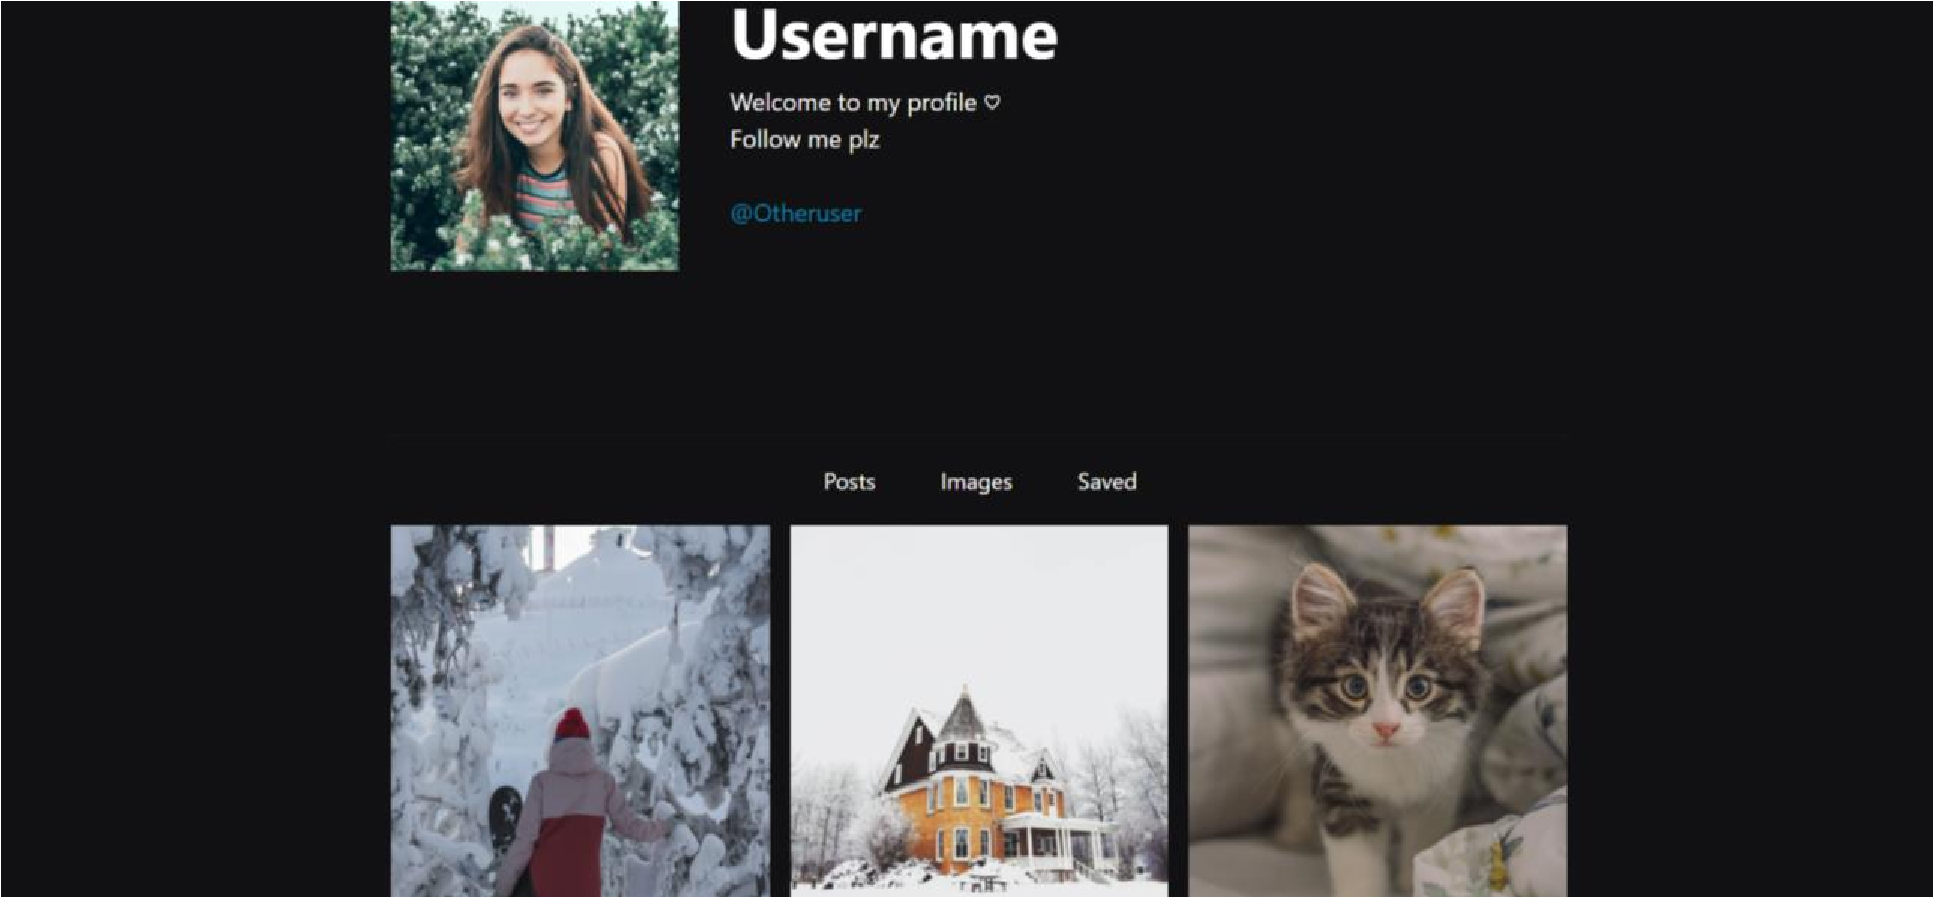 Username
Welcome to my profile ♡
Follow me plz
@Otheruser
Posts Images Saved